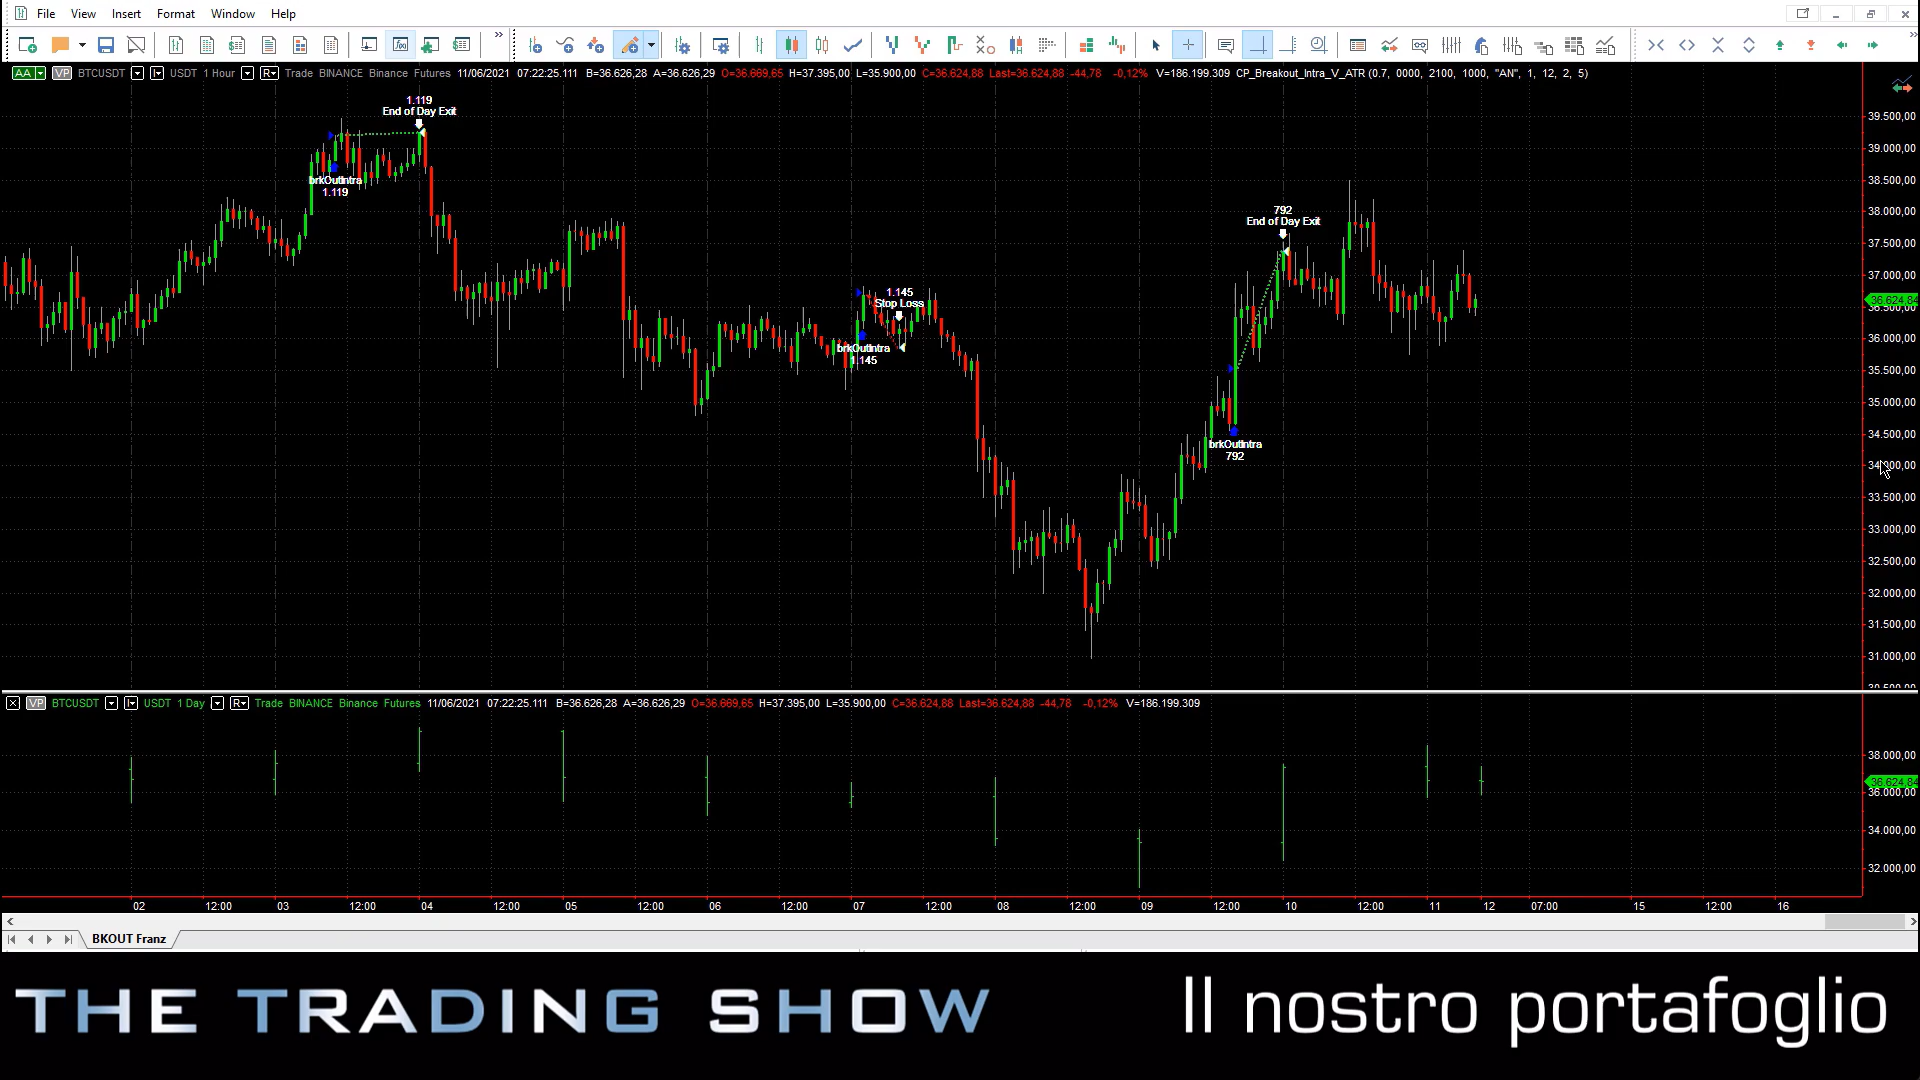 File View Insert Format Window Help
AA VP BTCUSDT I USDT 1 Hour R Trade BINANCE Binance Futures 11/06/2021 07:22:25.111 B=36.626,28 A=36.626,29 O=36.669,65 H=37.395,00 L=35.900,00 C=36.624,88 Last=36.624,88 -44,78 -0,12% V=186.199.309 CP_Breakout_Intra_V_ATR (0.7, 0000, 2100, 1000, "AN", 1, 12, 2, 5)
1.119
End of Day Exit
brkOutIntra
1.119
1.145
Stop Loss
brkOutIntra
1.145
792
End of Day Exit
brkOutIntra
792
39.500,00
39.000,00
38.500,00
38.000,00
37.500,00
37.000,00
36.624,84
36.500,00
36.000,00
35.500,00
35.000,00
34.500,00
34.000,00
33.500,00
33.000,00
32.500,00
32.000,00
31.500,00
31.000,00
VP BTCUSDT I USDT 1 Day R Trade BINANCE Binance Futures 11/06/2021 07:22:25.111 B=36.626,28 A=36.626,29 O=36.669,65 H=37.395,00 L=35.900,00 C=36.624,88 Last=36.624,88 -44,78 -0,12% V=186.199.309
38.000,00
36.624,84
36.000,00
34.000,00
32.000,00
02 12:00 03 12:00 04 12:00 05 12:00 06 12:00 07 12:00 08 12:00 09 12:00 10 12:00 11 12 07:00 15 12:00 16
BKOUT Franz
THE TRADING SHOW Il nostro portafoglio